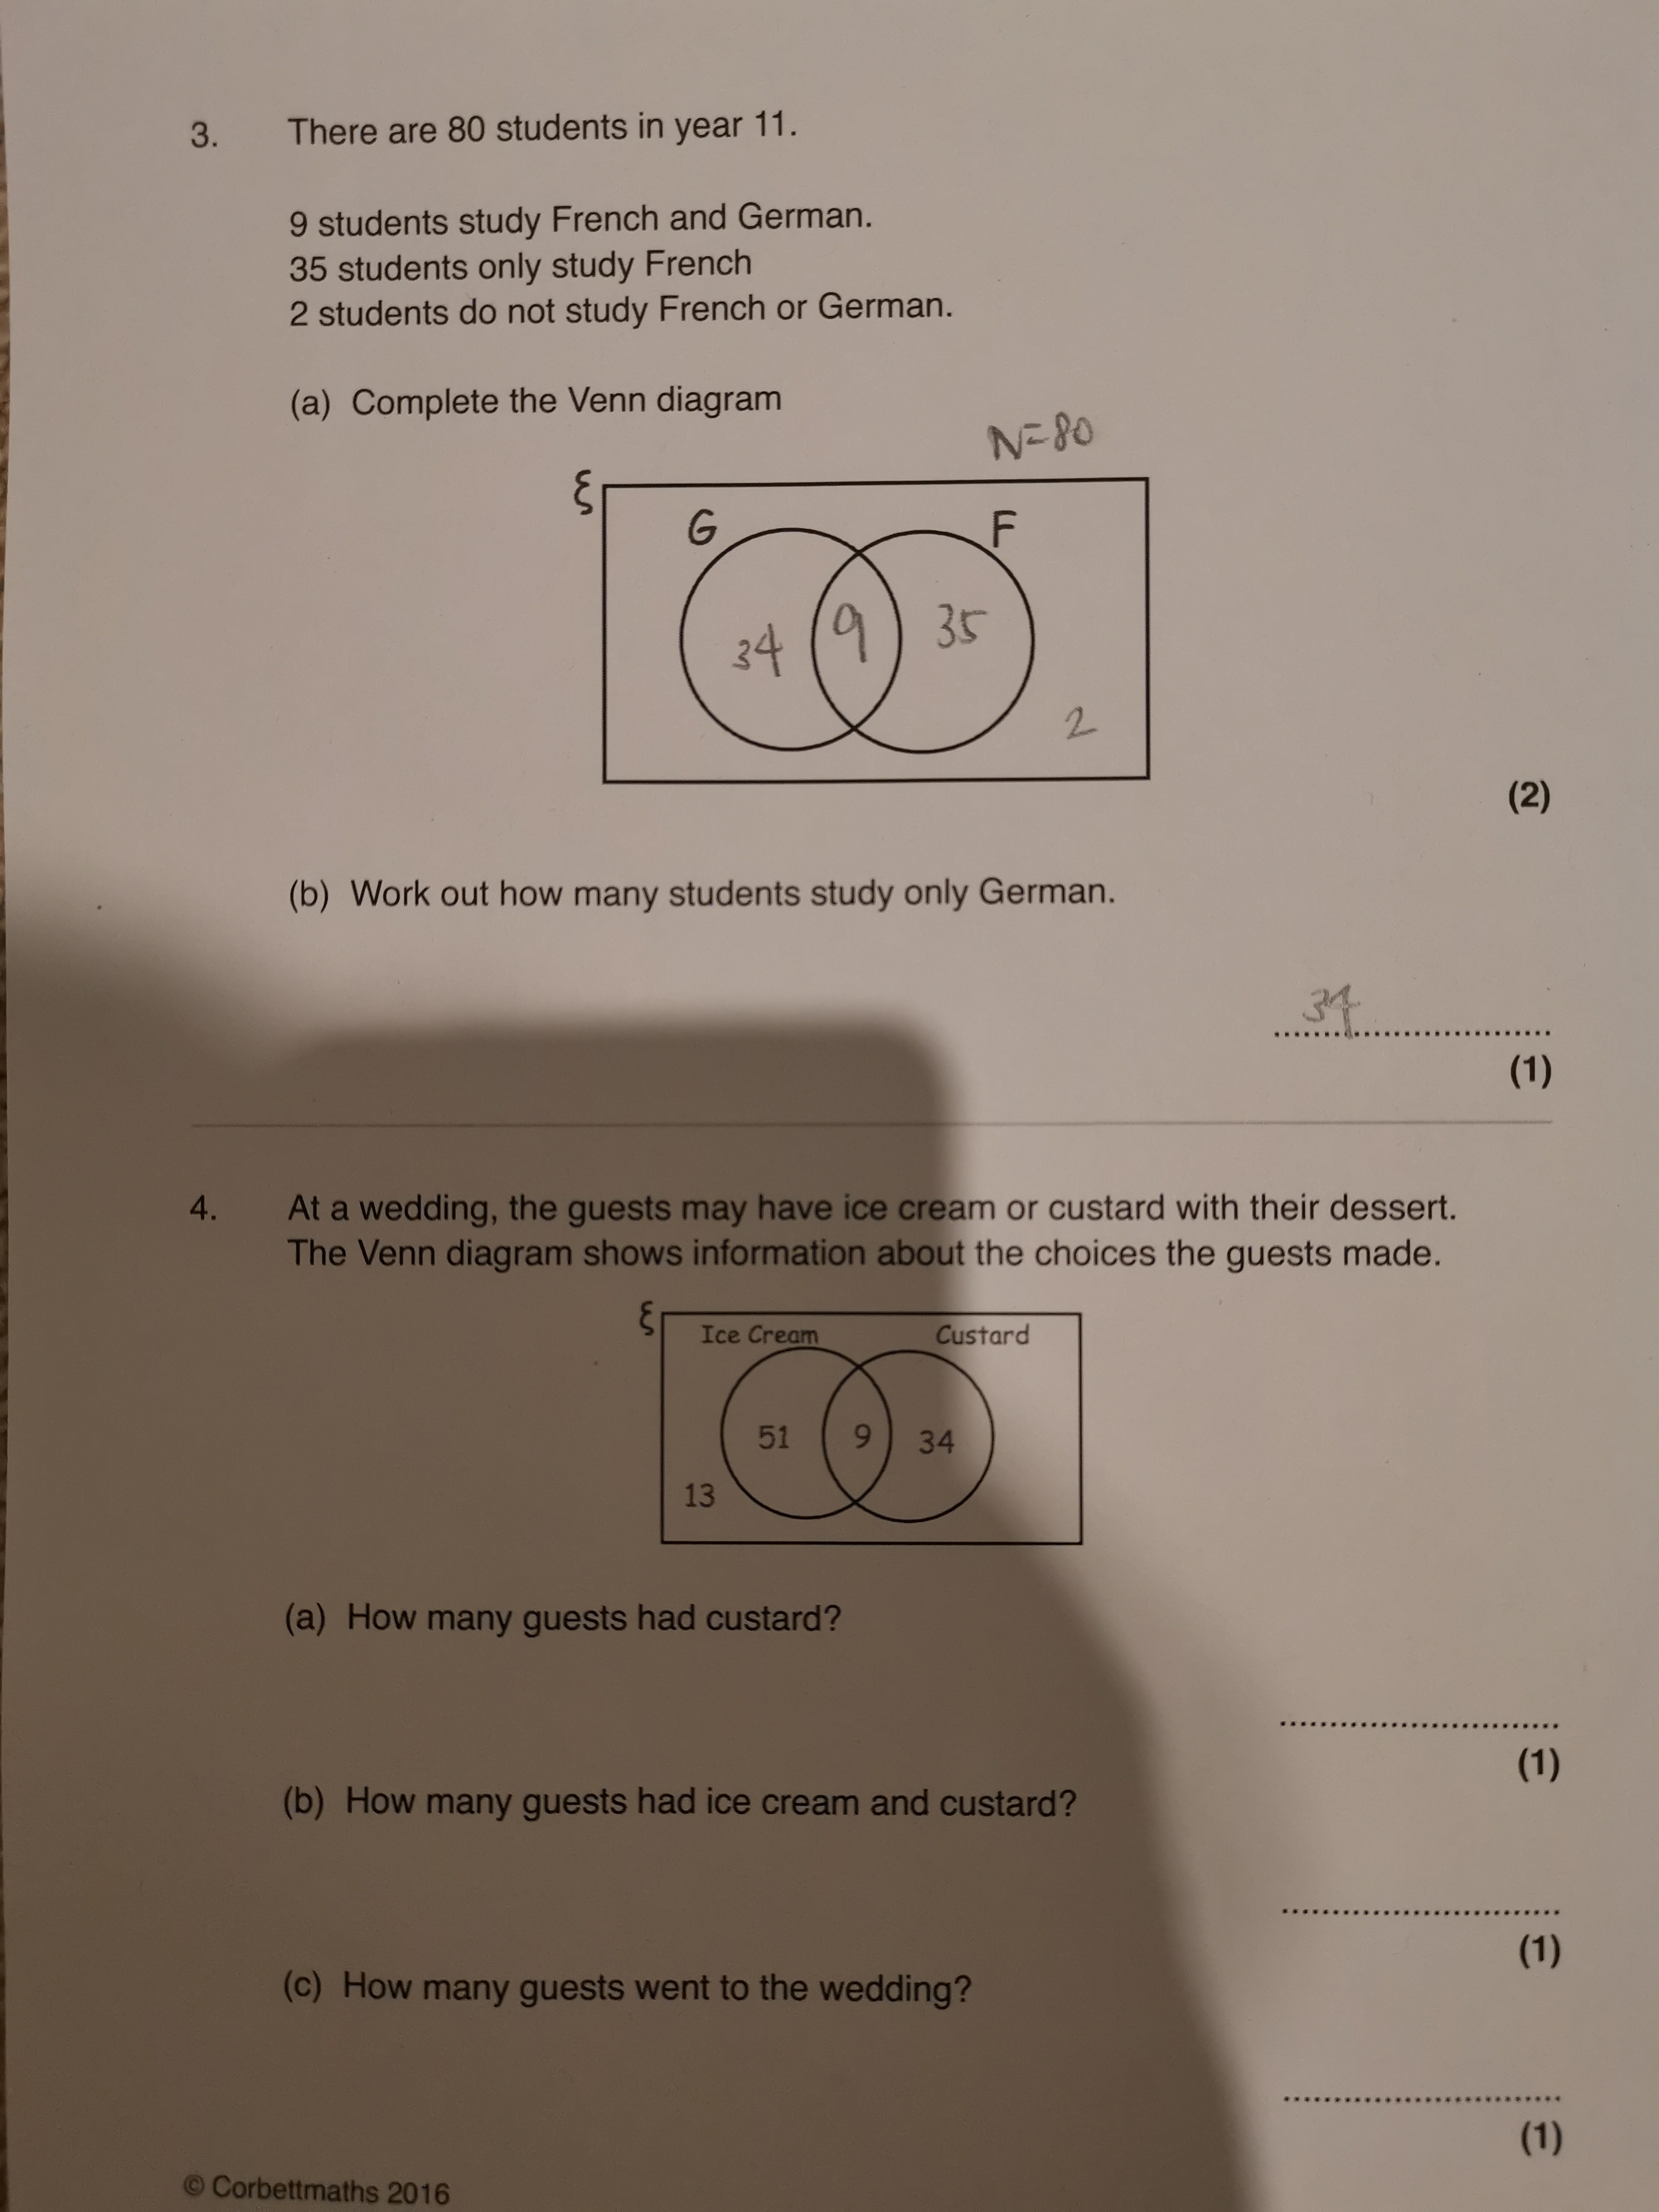 3. There are 80 students in year 11.
9 students study French and German.
35 students only study French
2 students do not study French or German.
(a) Complete the Venn diagram
N=80
ξ
G F
34 9 35
2
(2)
(b) Work out how many students study only German.
34
(1)
4. At a wedding, the guests may have ice cream or custard with their dessert.
The Venn diagram shows information about the choices the guests made.
ξ
Ice Cream Custard
51 9 34
13
(a) How many guests had custard?
(1)
(b) How many guests had ice cream and custard?
(1)
(c) How many guests went to the wedding?
(1)
© Corbettmaths 2016